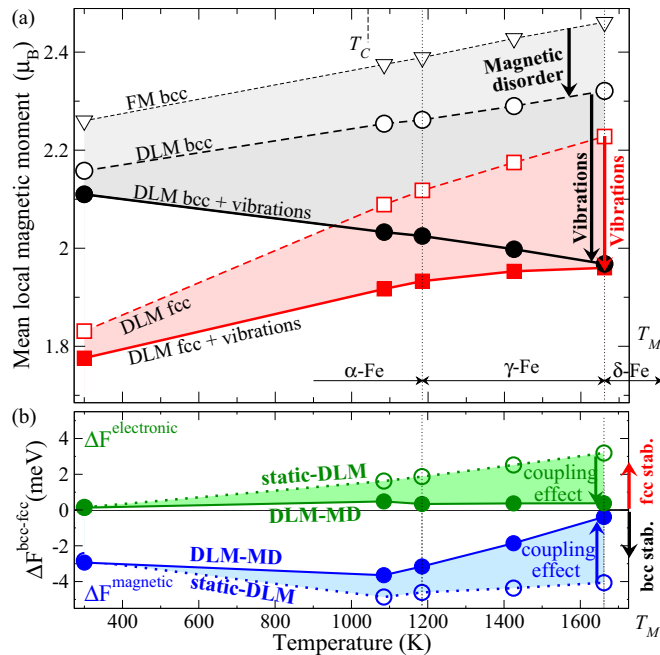 (a)
T_C
2.4
2.2
2
1.8
Mean local magnetic moment (μ_B)
FM bcc
Magnetic
disorder
DLM bcc
DLM bcc + vibrations
Vibrations
Vibrations
DLM fcc
DLM fcc + vibrations
T_M
α-Fe
γ-Fe
δ-Fe
(b)
4
2
0
-2
-4
ΔF^bcc-fcc (meV)
ΔF^electronic
static-DLM
coupling
effect
DLM-MD
fcc stab.
DLM-MD
coupling
effect
bcc stab.
ΔF^magnetic
static-DLM
400
600
800
1000
1200
1400
1600
T_M
Temperature (K)